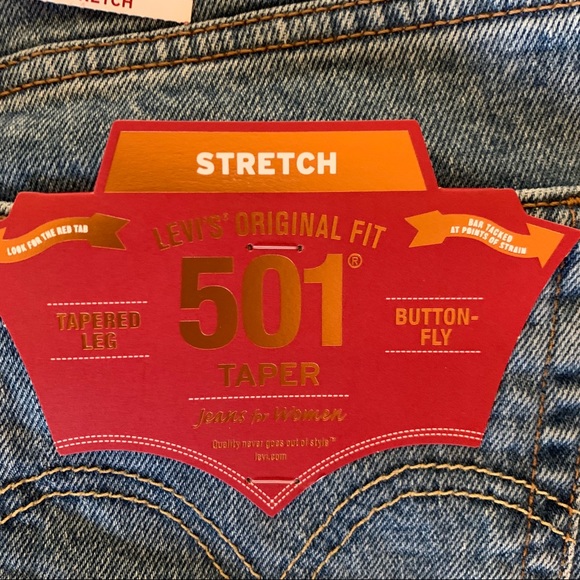 STRETCH
STRETCH
LEVI'S® ORIGINAL FIT
LOOK FOR THE RED TAB
BAR TACKED
AT POINTS OF STRAIN
501®
TAPERED
LEG
BUTTON-
FLY
TAPER
Jeans for Women
Quality never goes out of style™
levi.com